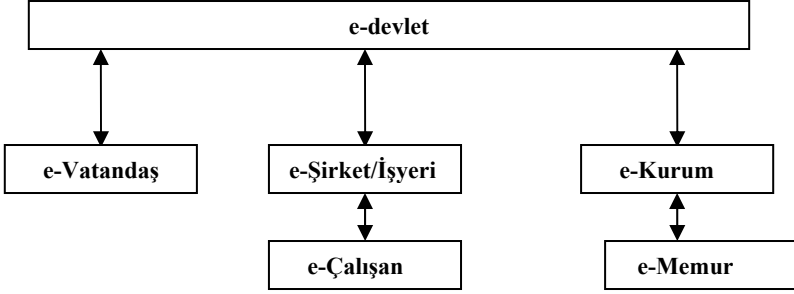 e-devlet
e-Vatandaş
e-Şirket/İşyeri
e-Kurum
e-Çalışan
e-Memur